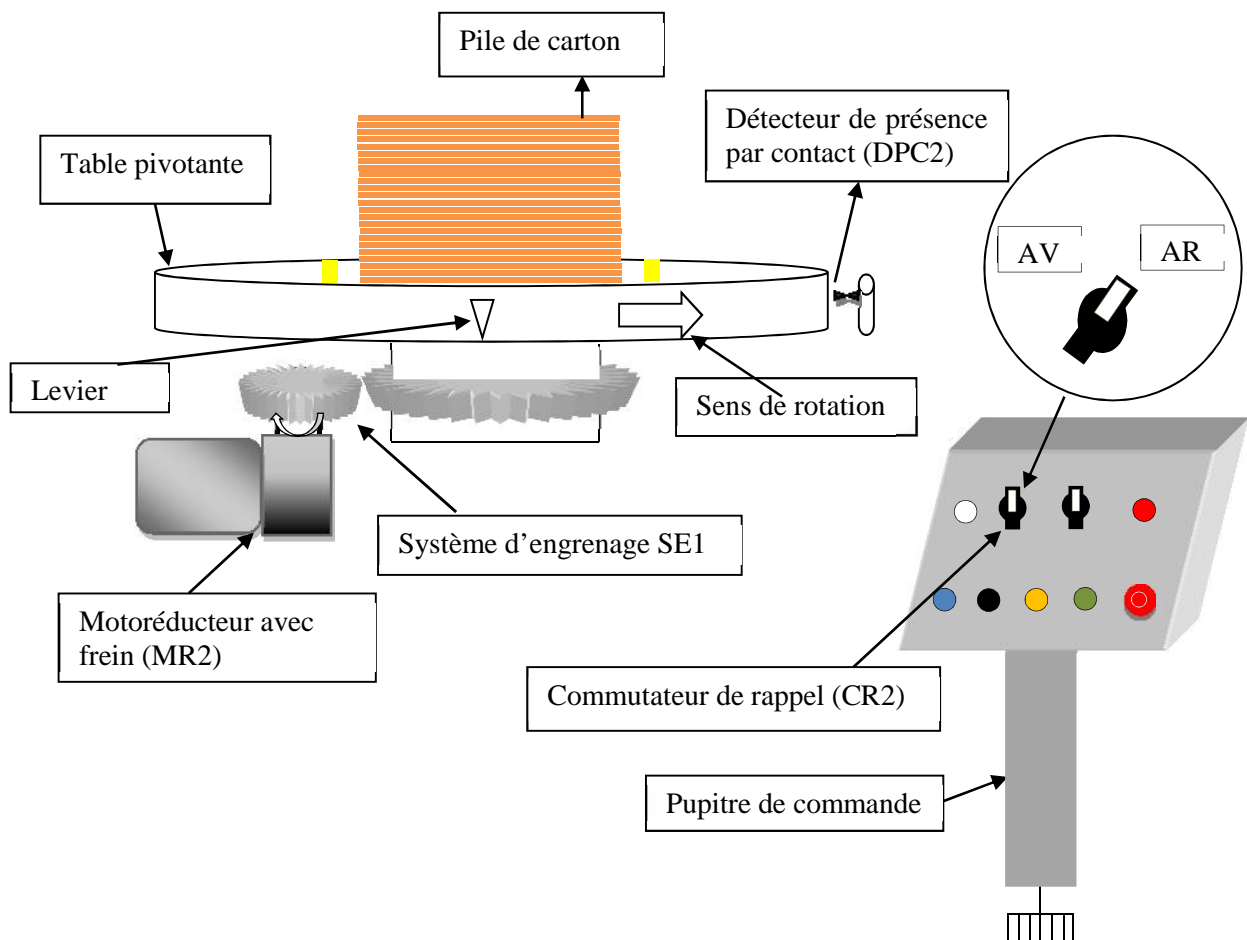 Pile de carton
Détecteur de présence
par contact (DPC2)
Table pivotante
AV
AR
Levier
Sens de rotation
Système d'engrenage SE1
Motoréducteur avec
frein (MR2)
Commutateur de rappel (CR2)
Pupitre de commande